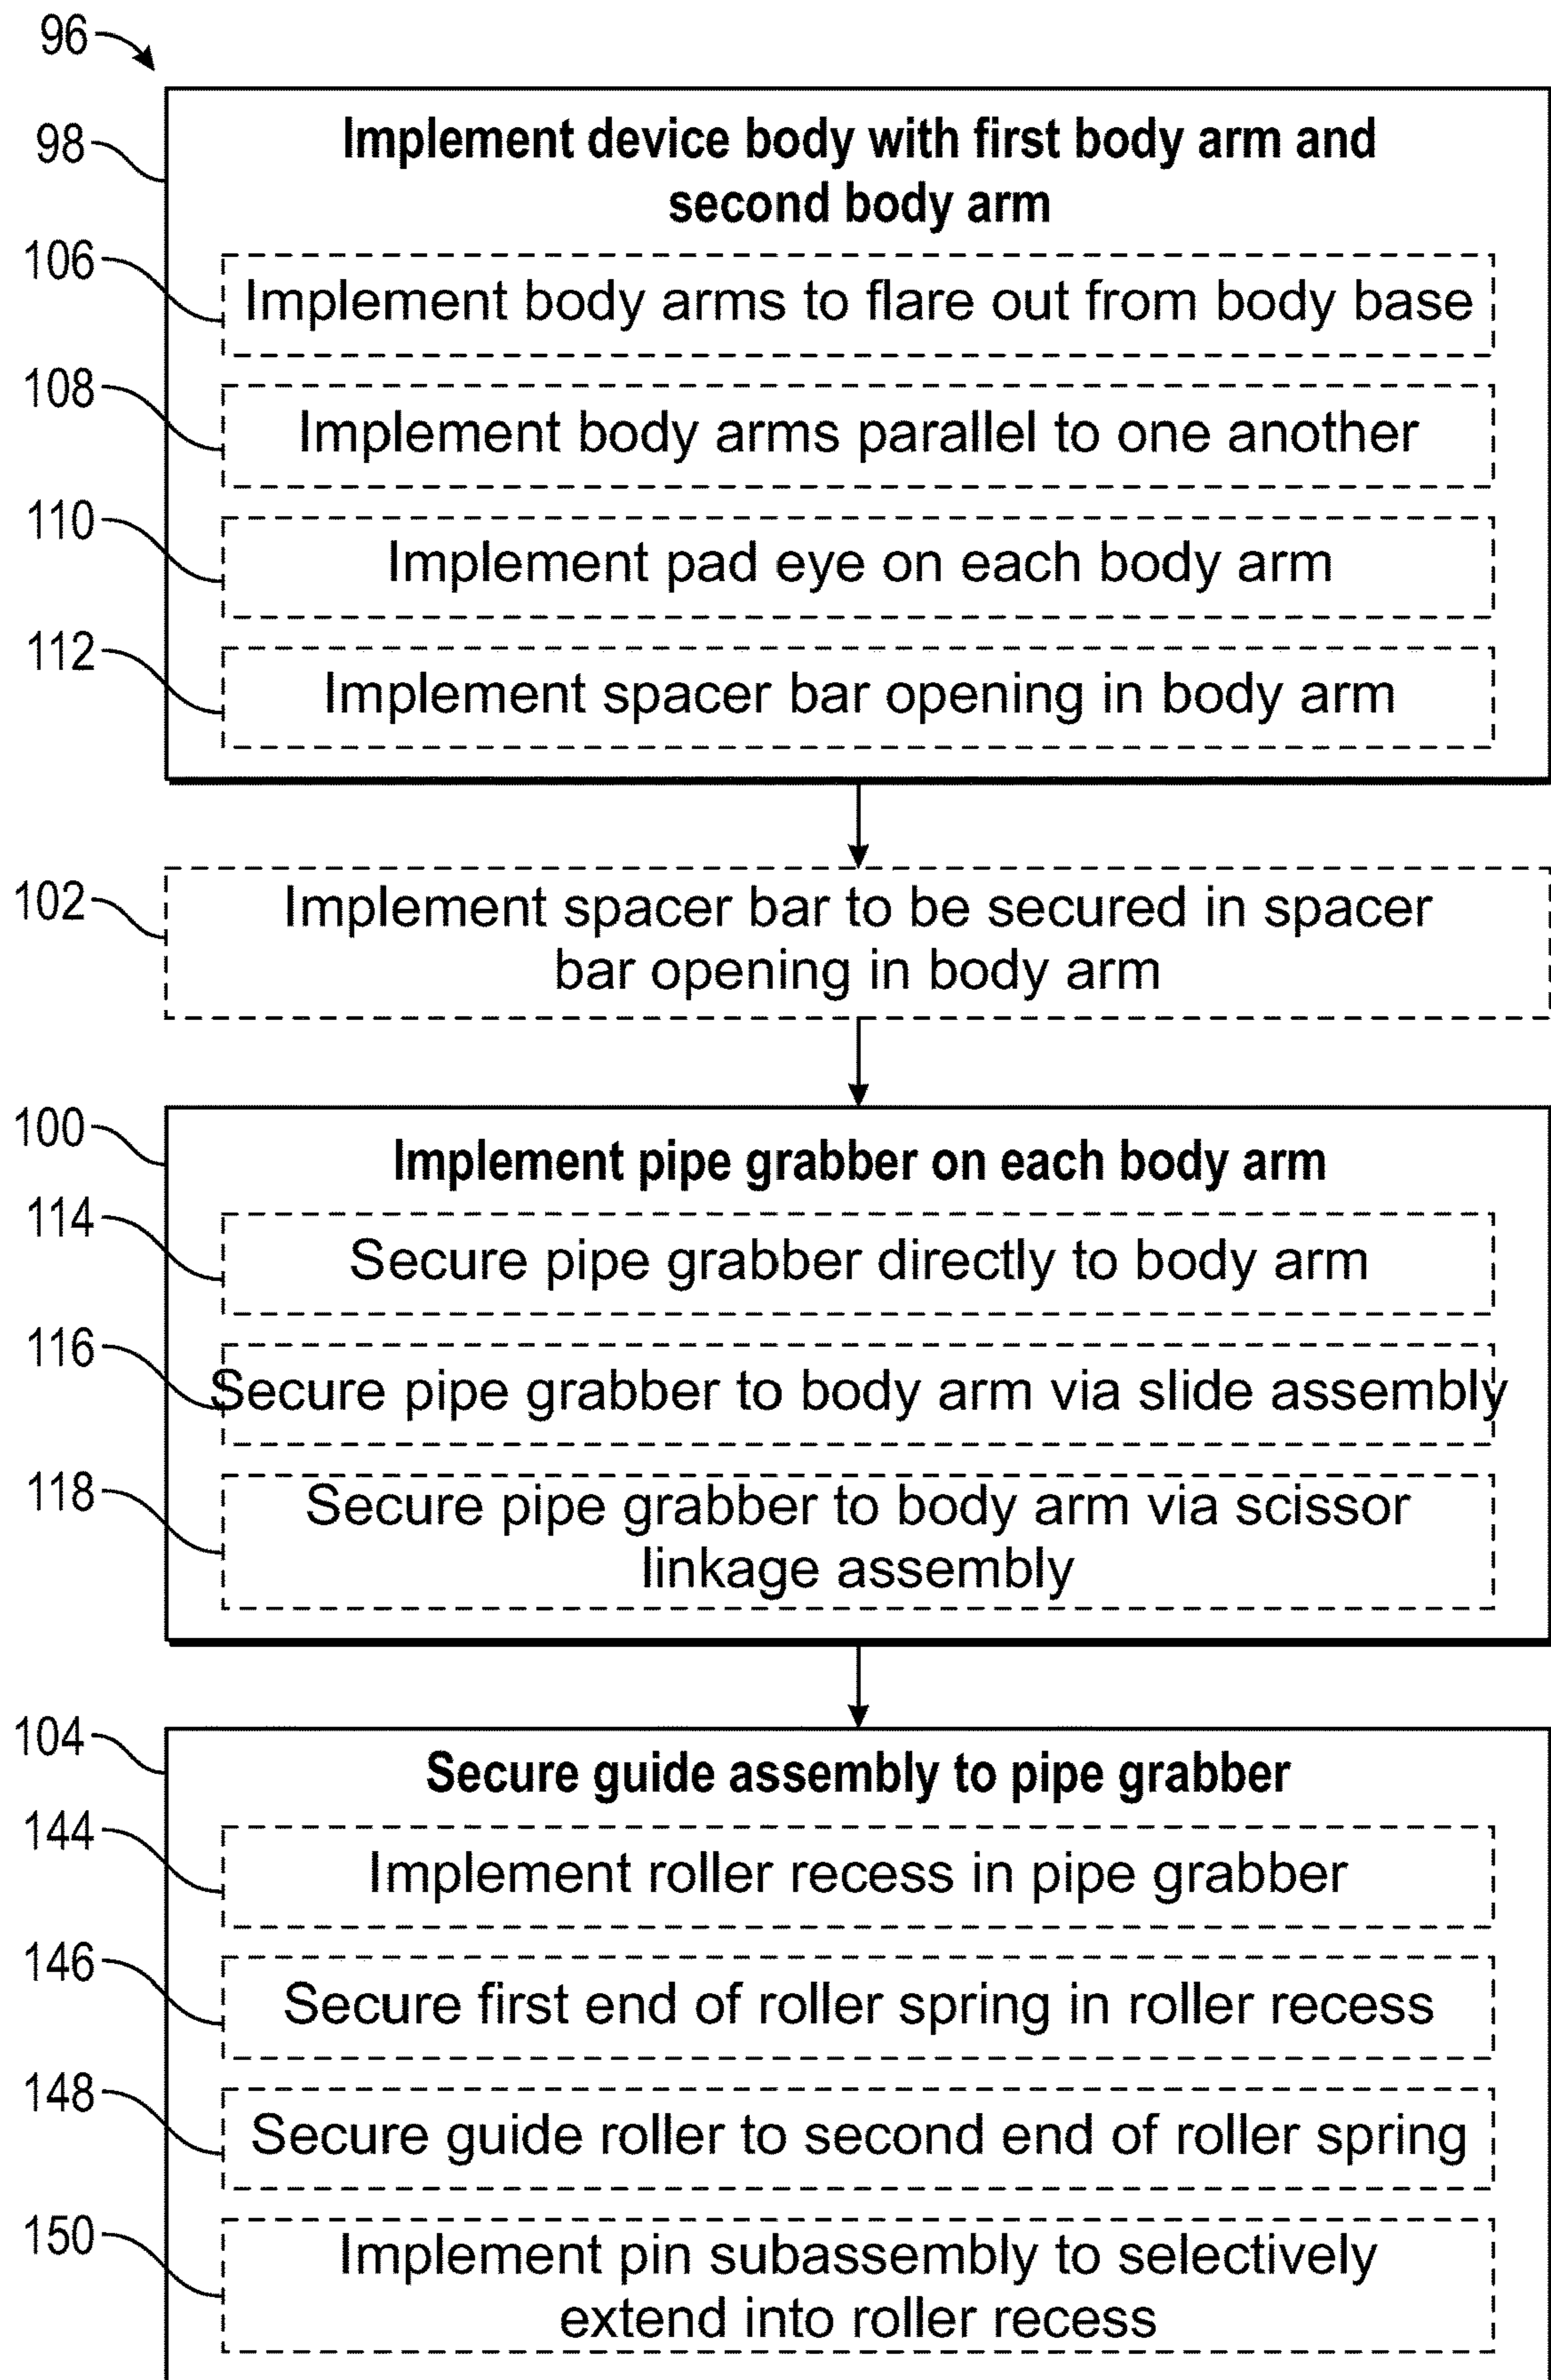 96
98
Implement device body with first body arm and
second body arm
106
Implement body arms to flare out from body base
108
Implement body arms parallel to one another
110
Implement pad eye on each body arm
112
Implement spacer bar opening in body arm
102
Implement spacer bar to be secured in spacer
bar opening in body arm
100
Implement pipe grabber on each body arm
114
Secure pipe grabber directly to body arm
116
Secure pipe grabber to body arm via slide assembly
118
Secure pipe grabber to body arm via scissor
linkage assembly
104
Secure guide assembly to pipe grabber
144
Implement roller recess in pipe grabber
146
Secure first end of roller spring in roller recess
148
Secure guide roller to second end of roller spring
150
Implement pin subassembly to selectively
extend into roller recess